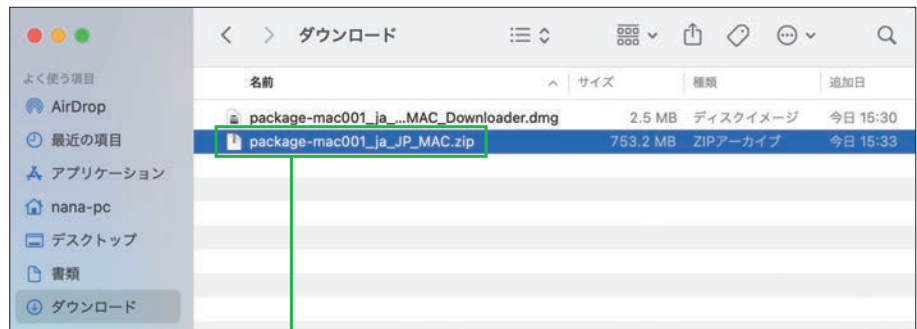 ダウンロード
よく使う項目
AirDrop
最近の項目
アプリケーション
nana-pc
デスクトップ
書類
ダウンロード
名前 サイズ 種類 追加日
package-mac001_ja_...MAC_Downloader.dmg 2.5 MB ディスクイメージ 今日 15:30
package-mac001_ja_JP_MAC.zip 753.2 MB ZIPアーカイブ 今日 15:33